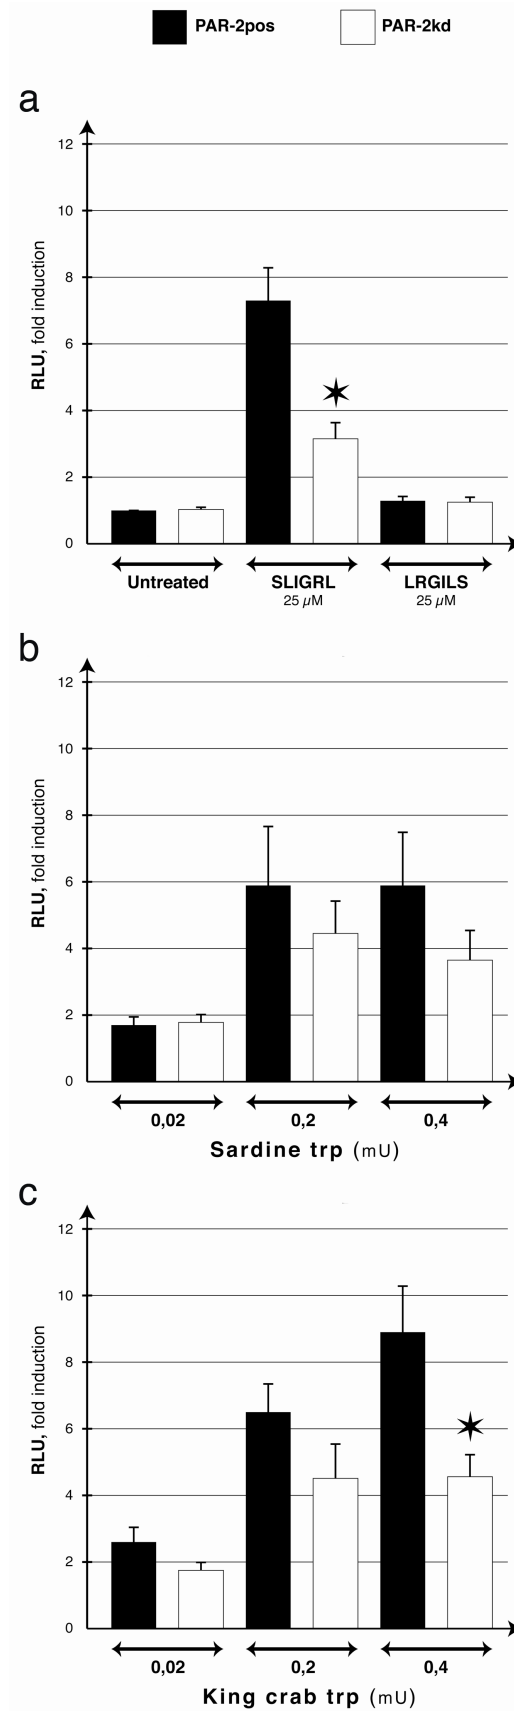 PAR-2pos PAR-2kd
a
12
10
8
6
4
2
0
RLU, fold induction
Untreated SLIGRL LRGILS
25 µM 25 µM
b
12
10
8
6
4
2
0
RLU, fold induction
0,02 0,2 0,4
Sardine trp (mU)
c
12
10
8
6
4
2
0
RLU, fold induction
0,02 0,2 0,4
King crab trp (mU)